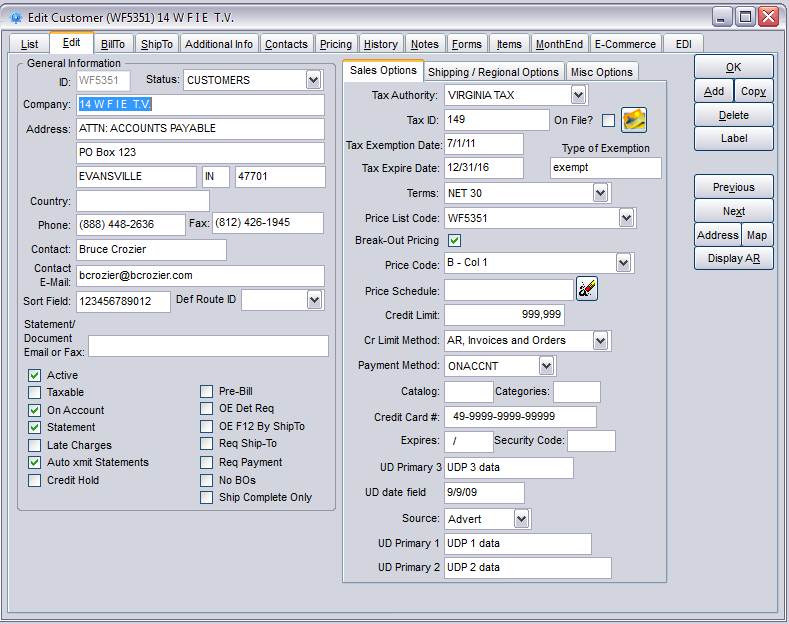 Edit Customer (WF5351) 14 W F I E T.V.
List Edit BillTo ShipTo Additional Info Contacts Pricing History Notes Forms Items MonthEnd E-Commerce EDI
General Information
ID: WF5351 Status: CUSTOMERS
Company: 14 W F I E T.V.
Address: ATTN: ACCOUNTS PAYABLE
PO Box 123
EVANSVILLE IN 47701
Country:
Phone: (888) 448-2636 Fax: (812) 426-1945
Contact: Bruce Crozier
Contact
E-Mail: bcrozier@bcrozier.com
Sort Field: 123456789012 Def Route ID
Statement/
Document
Email or Fax:
Active
Taxable
On Account
Statement
Late Charges
Auto xmit Statements
Credit Hold
Pre-Bill
OE Det Req
OE F12 By ShipTo
Req Ship-To
Req Payment
No BOs
Ship Complete Only
Sales Options Shipping / Regional Options Misc Options
Tax Authority: VIRGINIA TAX
Tax ID: 149 On File?
Tax Exemption Date: 7/1/11 Type of Exemption
Tax Expire Date: 12/31/16 exempt
Terms: NET 30
Price List Code: WF5351
Break-Out Pricing
Price Code: B - Col 1
Price Schedule:
Credit Limit: 999,999
Cr Limit Method: AR, Invoices and Orders
Payment Method: ONACCNT
Catalog: Categories:
Credit Card #: 49-9999-9999-99999
Expires: / Security Code:
UD Primary 3 UDP 3 data
UD date field 9/9/09
Source: Advert
UD Primary 1 UDP 1 data
UD Primary 2 UDP 2 data
OK
Add Copy
Delete
Label
Previous
Next
Address Map
Display AR